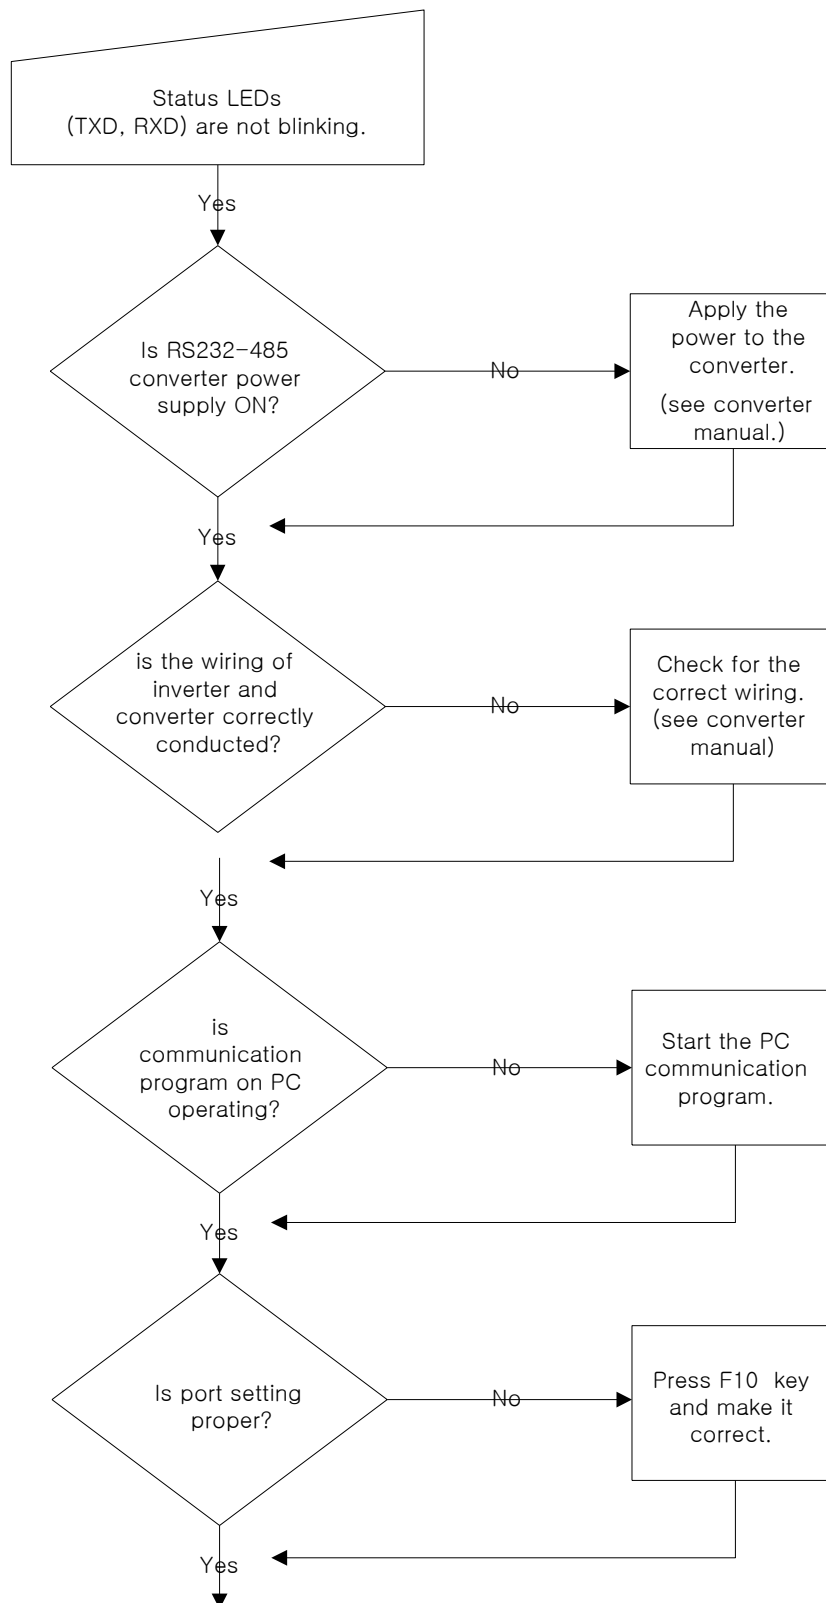 Status LEDs
(TXD, RXD) are not blinking.
Yes
Is RS232-485
converter power
supply ON?
No
Apply the
power to the
converter.
(see converter
manual.)
Yes
is the wiring of
inverter and
converter correctly
conducted?
No
Check for the
correct wiring.
(see converter
manual)
Yes
is
communication
program on PC
operating?
No
Start the PC
communication
program.
Yes
Is port setting
proper?
No
Press F10 key
and make it
correct.
Yes